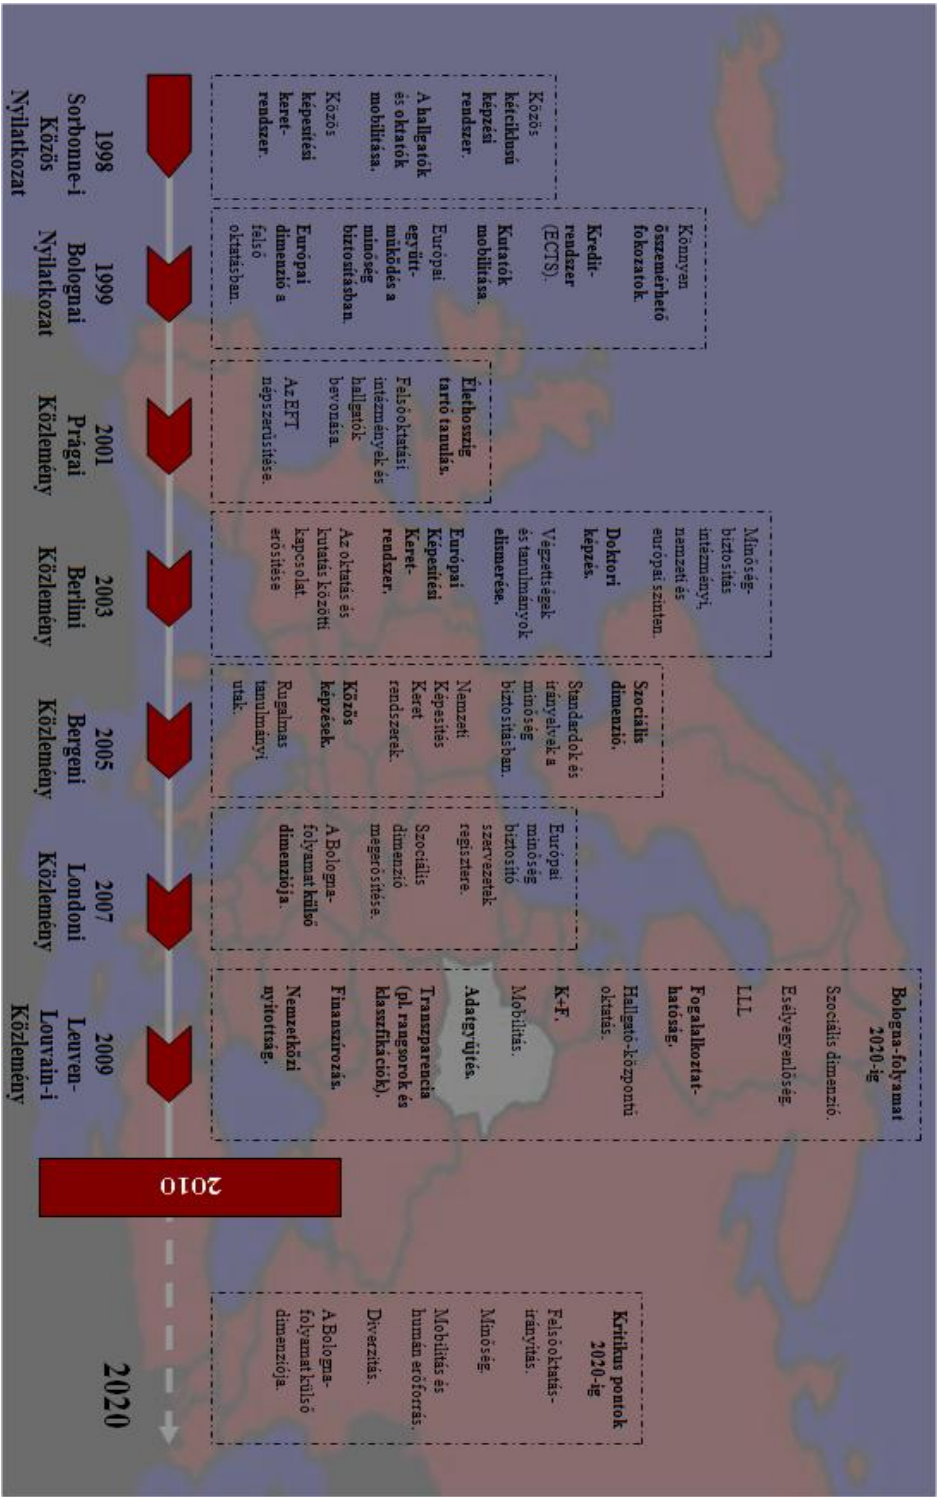 Közös
kétciklusú
képzési
rendszer.
A hallgatók
és oktatók
mobilitása.
Közös
képesítési
keret-
rendszer.
1998
Sorbonne-i
Közös
Nyilatkozat
Könnyen
összemérhető
fokozatok.
Kredit-
rendszer
(ECTS).
Kutatók
mobilitása.
Európai
együtt-
működés a
minőség
biztosításban.
Európai
dimenzió a
felső
oktatásban.
1999
Bolognai
Nyilatkozat
Élethosszig
tartó tanulás.
Felsőoktatási
intézmények és
hallgatók
bevonása.
Az EFT
népszerűsítése.
2001
Prágai
Közlemény
Minőség-
biztosítás
intézményi,
nemzeti és
európai szinten.
Doktori
képzés.
Végzettségek
és tanulmányok
elismerése.
Európai
Képesítési
Keret-
rendszer.
Az oktatás és
kutatás közötti
kapcsolat
erősítése
2003
Berlini
Közlemény
Szociális
dimenzió.
Standardok és
irányelvek a
minőség
biztosításban.
Nemzeti
Képesítés
Keret
rendszerek.
Közös
képzések.
Rugalmas
tanulmányi
utak.
2005
Bergeni
Közlemény
Európai
minőség
biztosító
szervezetek
regisztere.
Szociális
dimenzió
megerősítése.
A Bologna-
folyamat külső
dimenziója.
2007
Londoni
Közlemény
Bologna-folyamat
2020-ig
Szociális dimenzió.
Esélyegyenlőség.
LLL
Fogalalkoztat-
hatóság.
Hallgató-központú
oktatás.
K+F.
Mobilitás.
Adatgyűjtés.
Transzparencia
(pl. rangsorok és
klasszfikációk).
Finanszírozás.
Nemzetközi
nyitottság.
2009
Leuven-
Louvain-i
Közlemény
2010
Kritikus pontok
2020-ig
Felsőoktatás-
irányítás.
Minőség.
Mobilitás és
humán erőforrás.
Diverzitás.
A Bologna-
folyamat külső
dimenziója.
2020